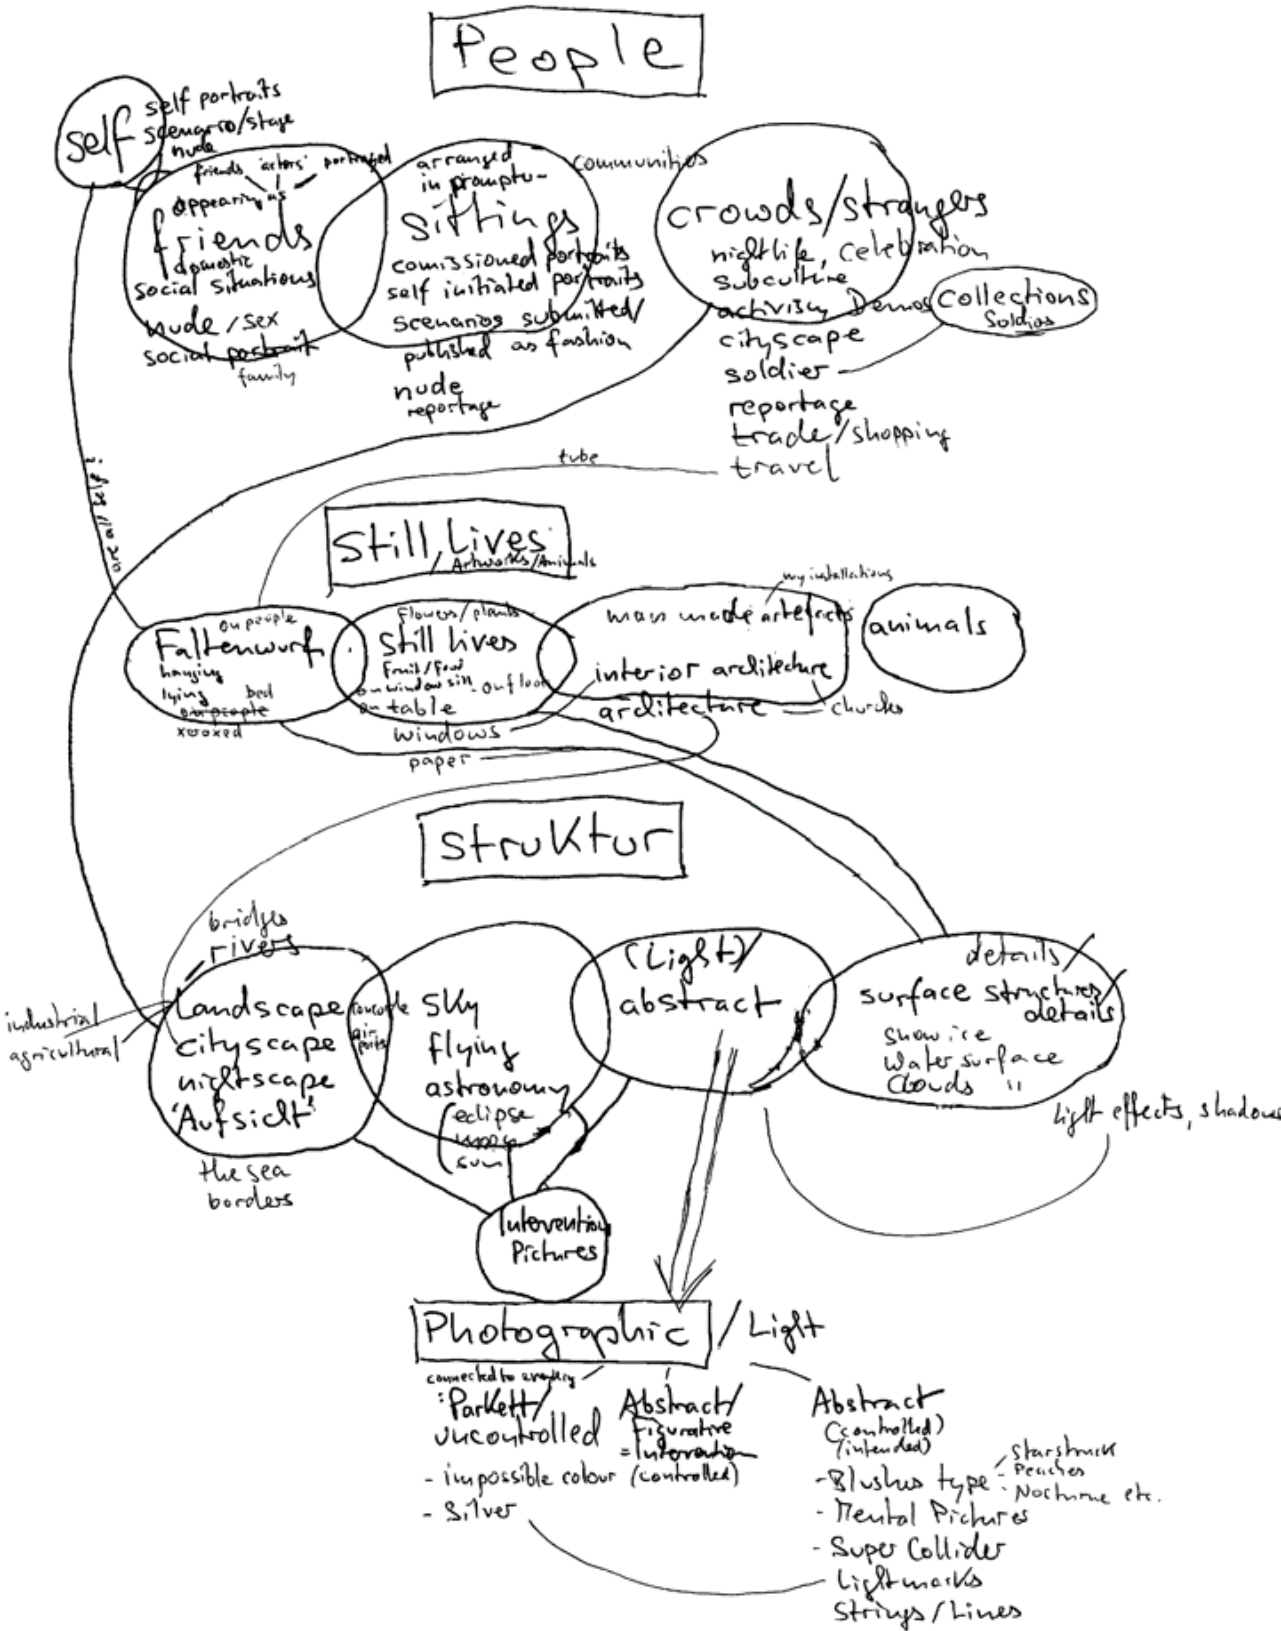 People
self
self portraits
scenario/stage
nude
friends 'actors' portrayed
appearing as
friends
domestic
social situations
nude/sex
social portrait
family
arranged
in promptu-
sittings
comissioned portraits
self initiated portraits
scenarios submitted/
published as fashion
nude
reportage
communities
crowds/strangers
nightlife, celebration
subculture
activism, Demos
cityscape
soldier
reportage
trade/shopping
travel
collections
tube
Still Lives
/ Artworks/Animals
on people
Faltenwurf
hanging
lying bed
on people
xeroxed
Flowers/plants
still lives
fruit/food
on window sill - on floor
on table
windows
paper
my installations
man made artefacts
interior architecture
architecture
churches
animals
Struktur
bridges
rivers
industrial
agricultural
Landscape
cityscape
nightscape
'Aufsicht'
the sea
borders
concorde
air
ports
sky
flying
astronomy
eclipse
moon
sun
(Light)/
abstract
details/
surface structures/
details
snow ice
Water surface
Clouds "
Light effects, shadows
Intervention
Pictures
Photographic / Light
connected to
:Parkett/
uncontrolled
- impossible colour
- Silver
Abstract/
Figurative
= Intervention
(controlled)
Abstract
(controlled)
(intended)
- Blushes type - Starstruck
- Peaches
- Nocturne etc.
- Mental Pictures
- Super Collider
Lightmarks
Strings/Lines